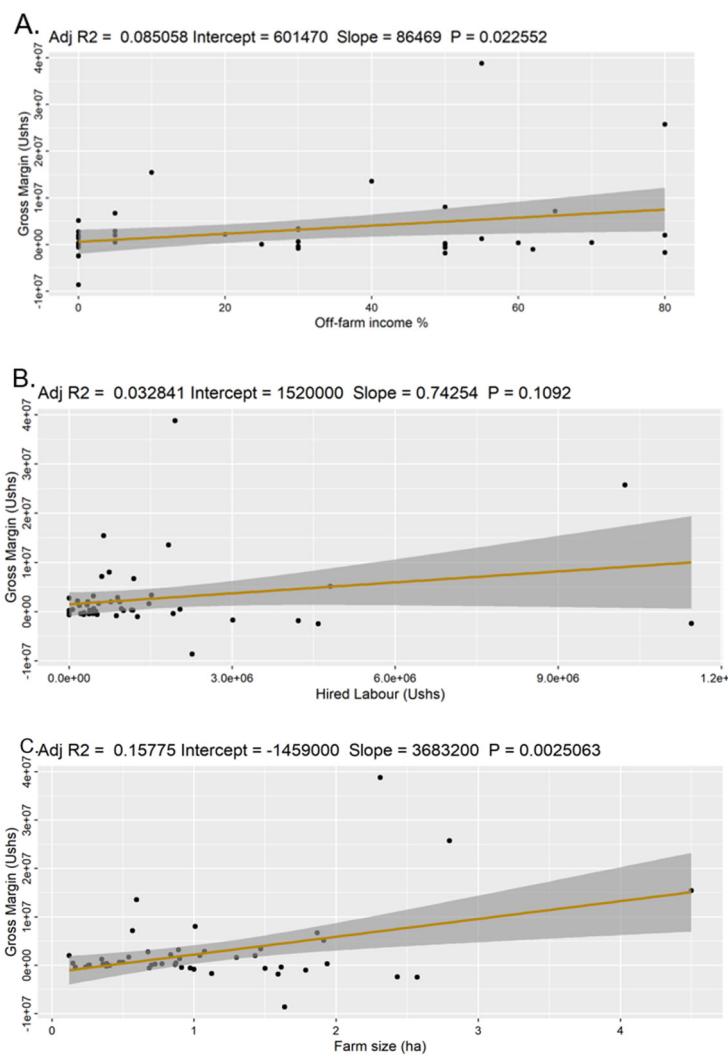 A.
Adj R2 = 0.085058 Intercept = 601470 Slope = 86469 P = 0.022552
4e+07
3e+07
2e+07
1e+07
0e+00
-1e+07
Gross Margin (Ushs)
0 20 40 60 80
Off-farm income %
B.
Adj R2 = 0.032841 Intercept = 1520000 Slope = 0.74254 P = 0.1092
4e+07
3e+07
2e+07
1e+07
0e+00
-1e+07
Gross Margin (Ushs)
0.0e+00 3.0e+06 6.0e+06 9.0e+06 1.2e+
Hired Labour (Ushs)
C.
Adj R2 = 0.15775 Intercept = -1459000 Slope = 3683200 P = 0.0025063
4e+07
3e+07
2e+07
1e+07
0e+00
-1e+07
Gross Margin (Ushs)
0 1 2 3 4
Farm size (ha)